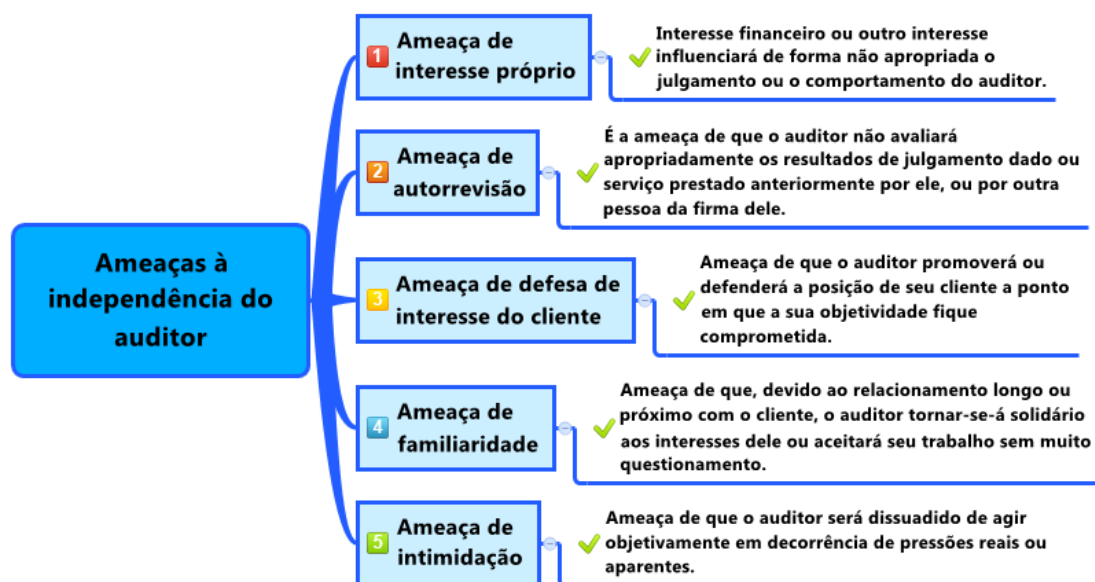 Ameaças à
independência do
auditor
1
Ameaça de
interesse próprio
Interesse financeiro ou outro interesse
influenciará de forma não apropriada o
julgamento ou o comportamento do auditor.
2
Ameaça de
autorrevisão
É a ameaça de que o auditor não avaliará
apropriadamente os resultados de julgamento dado ou
serviço prestado anteriormente por ele, ou por outra
pessoa da firma dele.
3
Ameaça de defesa de
interesse do cliente
Ameaça de que o auditor promoverá ou
defenderá a posição de seu cliente a ponto
em que a sua objetividade fique
comprometida.
4
Ameaça de
familiaridade
Ameaça de que, devido ao relacionamento longo ou
próximo com o cliente, o auditor tornar-se-á solidário
aos interesses dele ou aceitará seu trabalho sem muito
questionamento.
5
Ameaça de
intimidação
Ameaça de que o auditor será dissuadido de agir
objetivamente em decorrência de pressões reais ou
aparentes.